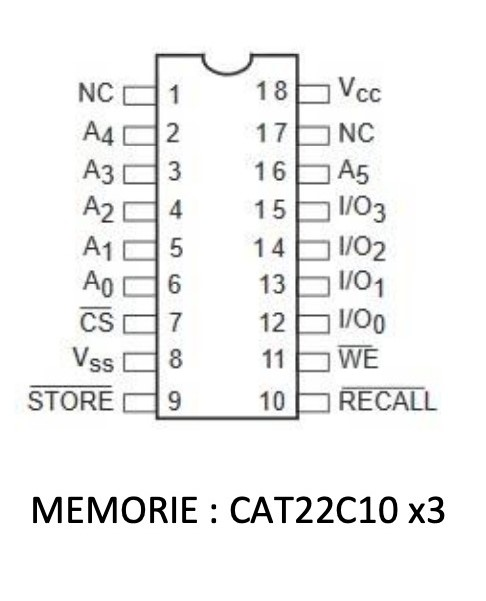 NC 1 18 Vcc
A4 2 17 NC
A3 3 16 A5
A2 4 15 I/O3
A1 5 14 I/O2
A0 6 13 I/O1
CS 7 12 I/O0
Vss 8 11 WE
STORE 9 10 RECALL
MEMORIE : CAT22C10 x3